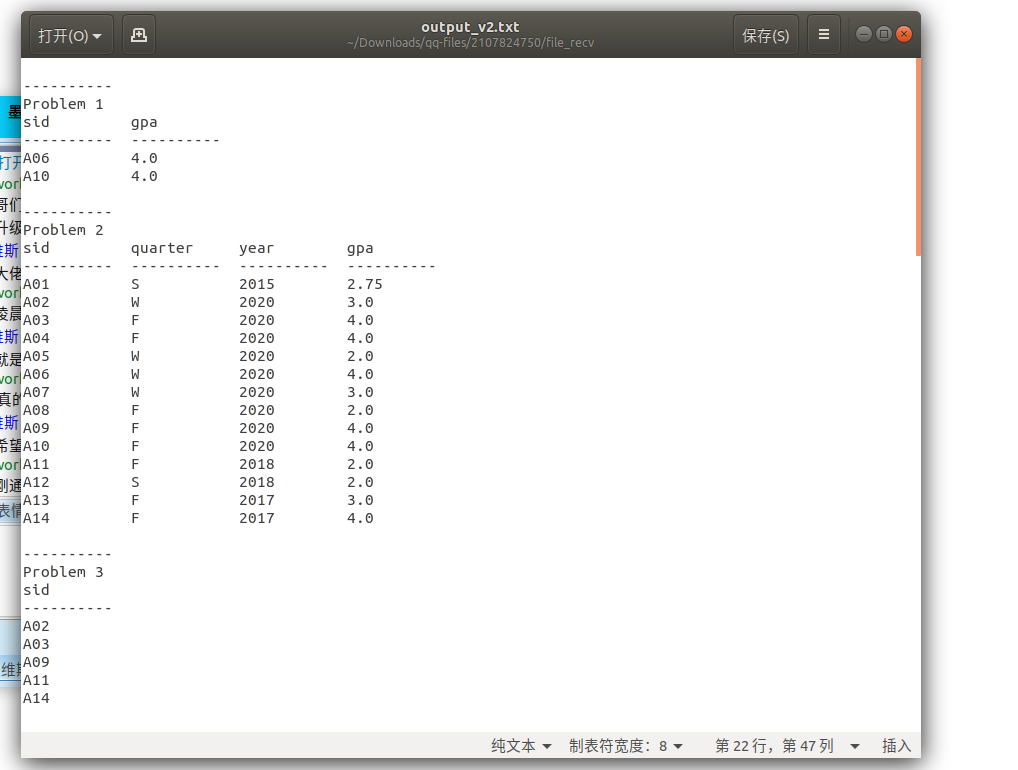 打开(O)
output_v2.txt
~/Downloads/qq-files/2107824750/file_recv
保存(S)
----------
Problem 1
sid         gpa
----------  ----------
A06         4.0
A10         4.0
----------
Problem 2
sid         quarter     year        gpa
----------  ----------  ----------  ----------
A01         S           2015        2.75
A02         W           2020        3.0
A03         F           2020        4.0
A04         F           2020        4.0
A05         W           2020        2.0
A06         W           2020        4.0
A07         W           2020        3.0
A08         F           2020        2.0
A09         F           2020        4.0
A10         F           2020        4.0
A11         F           2018        2.0
A12         S           2018        2.0
A13         F           2017        3.0
A14         F           2017        4.0
----------
Problem 3
sid
----------
A02
A03
A09
A11
A14
纯文本 制表符宽度：8 第 22 行，第 47 列 插入